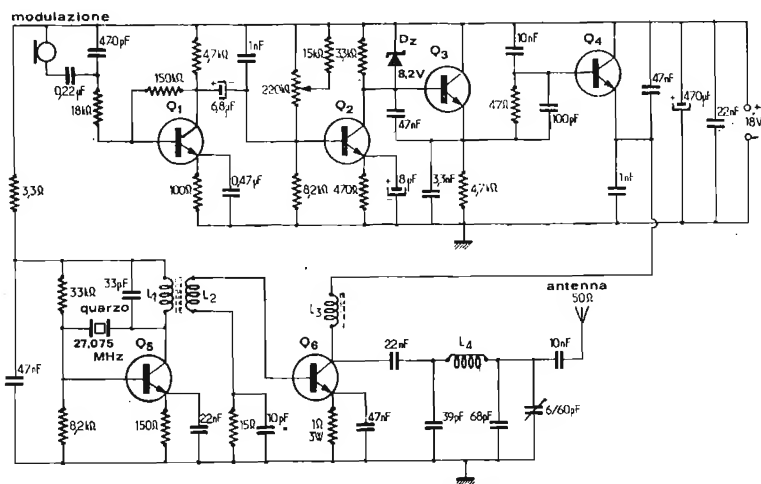 modulazione
470pF
4,7kΩ
1nF
15kΩ
33kΩ
Dz
8,2V
Q3
10nF
Q4
47nF
470µF
22nF
+
18V
-
0,22µF
18kΩ
150kΩ
Q1
6,8µF
220kΩ
Q2
47nF
47Ω
100pF
3,3Ω
100Ω
0,47µF
8,2kΩ
470Ω
8µF
3,3nF
4,7kΩ
1nF
33kΩ
33pF
L1
L2
L3
antenna
50Ω
quarzo
27,075
MHz
Q5
Q6
22nF
L4
10nF
47nF
8,2kΩ
150Ω
22nF
15Ω
10pF
1Ω
3W
47nF
39pF
68pF
6/60pF